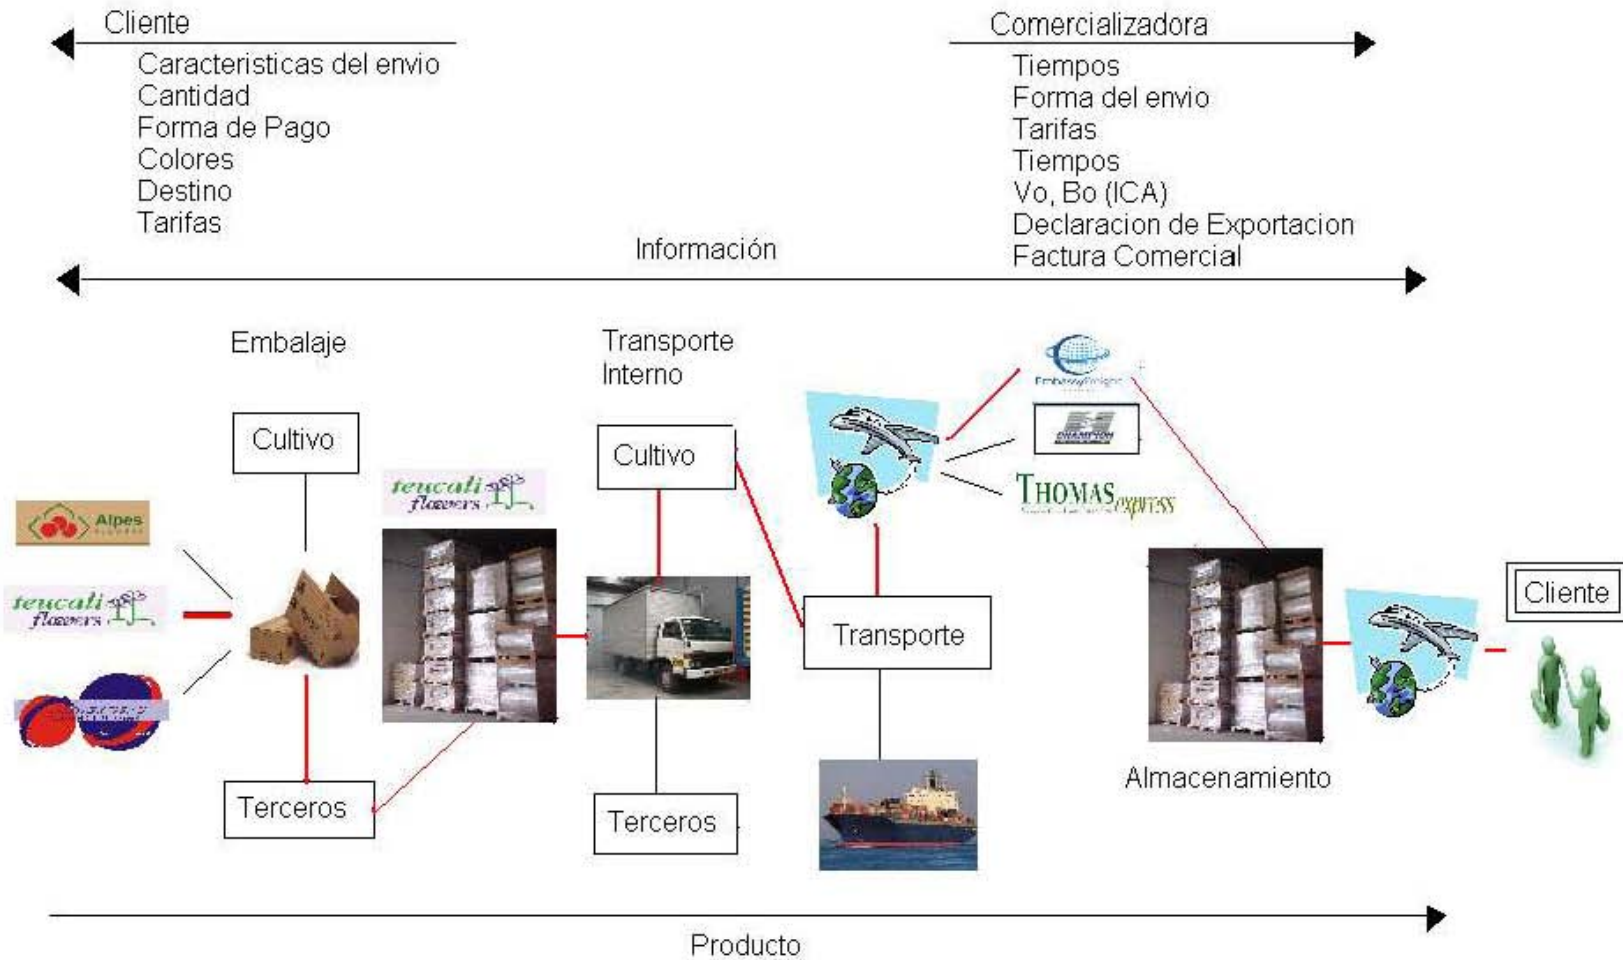 Cliente
Caracteristicas del envio
Cantidad
Forma de Pago
Colores
Destino
Tarifas
Comercializadora
Tiempos
Forma del envio
Tarifas
Tiempos
Vo, Bo (ICA)
Declaracion de Exportacion
Factura Comercial
Información
Embalaje
Transporte
Interno
Cultivo
Cultivo
teucali
flowers
Alpes
teucali
flowers
CHAMPION
THOMAS express
Transporte
Cliente
Terceros
Terceros
Almacenamiento
Producto